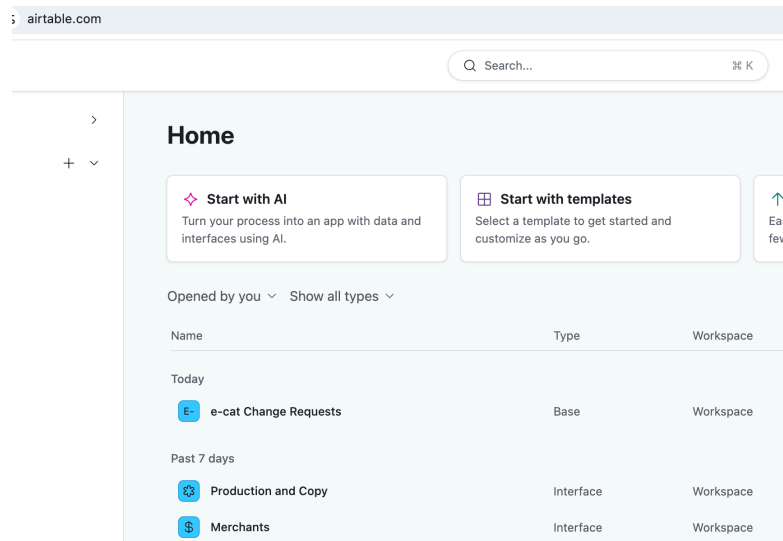 airtable.com
Search... ⌘ K
Home
Start with AI
Turn your process into an app with data and
interfaces using AI.
Start with templates
Select a template to get started and
customize as you go.
Opened by you Show all types
Name Type Workspace
Today
E- e-cat Change Requests Base Workspace
Past 7 days
Production and Copy Interface Workspace
$ Merchants Interface Workspace